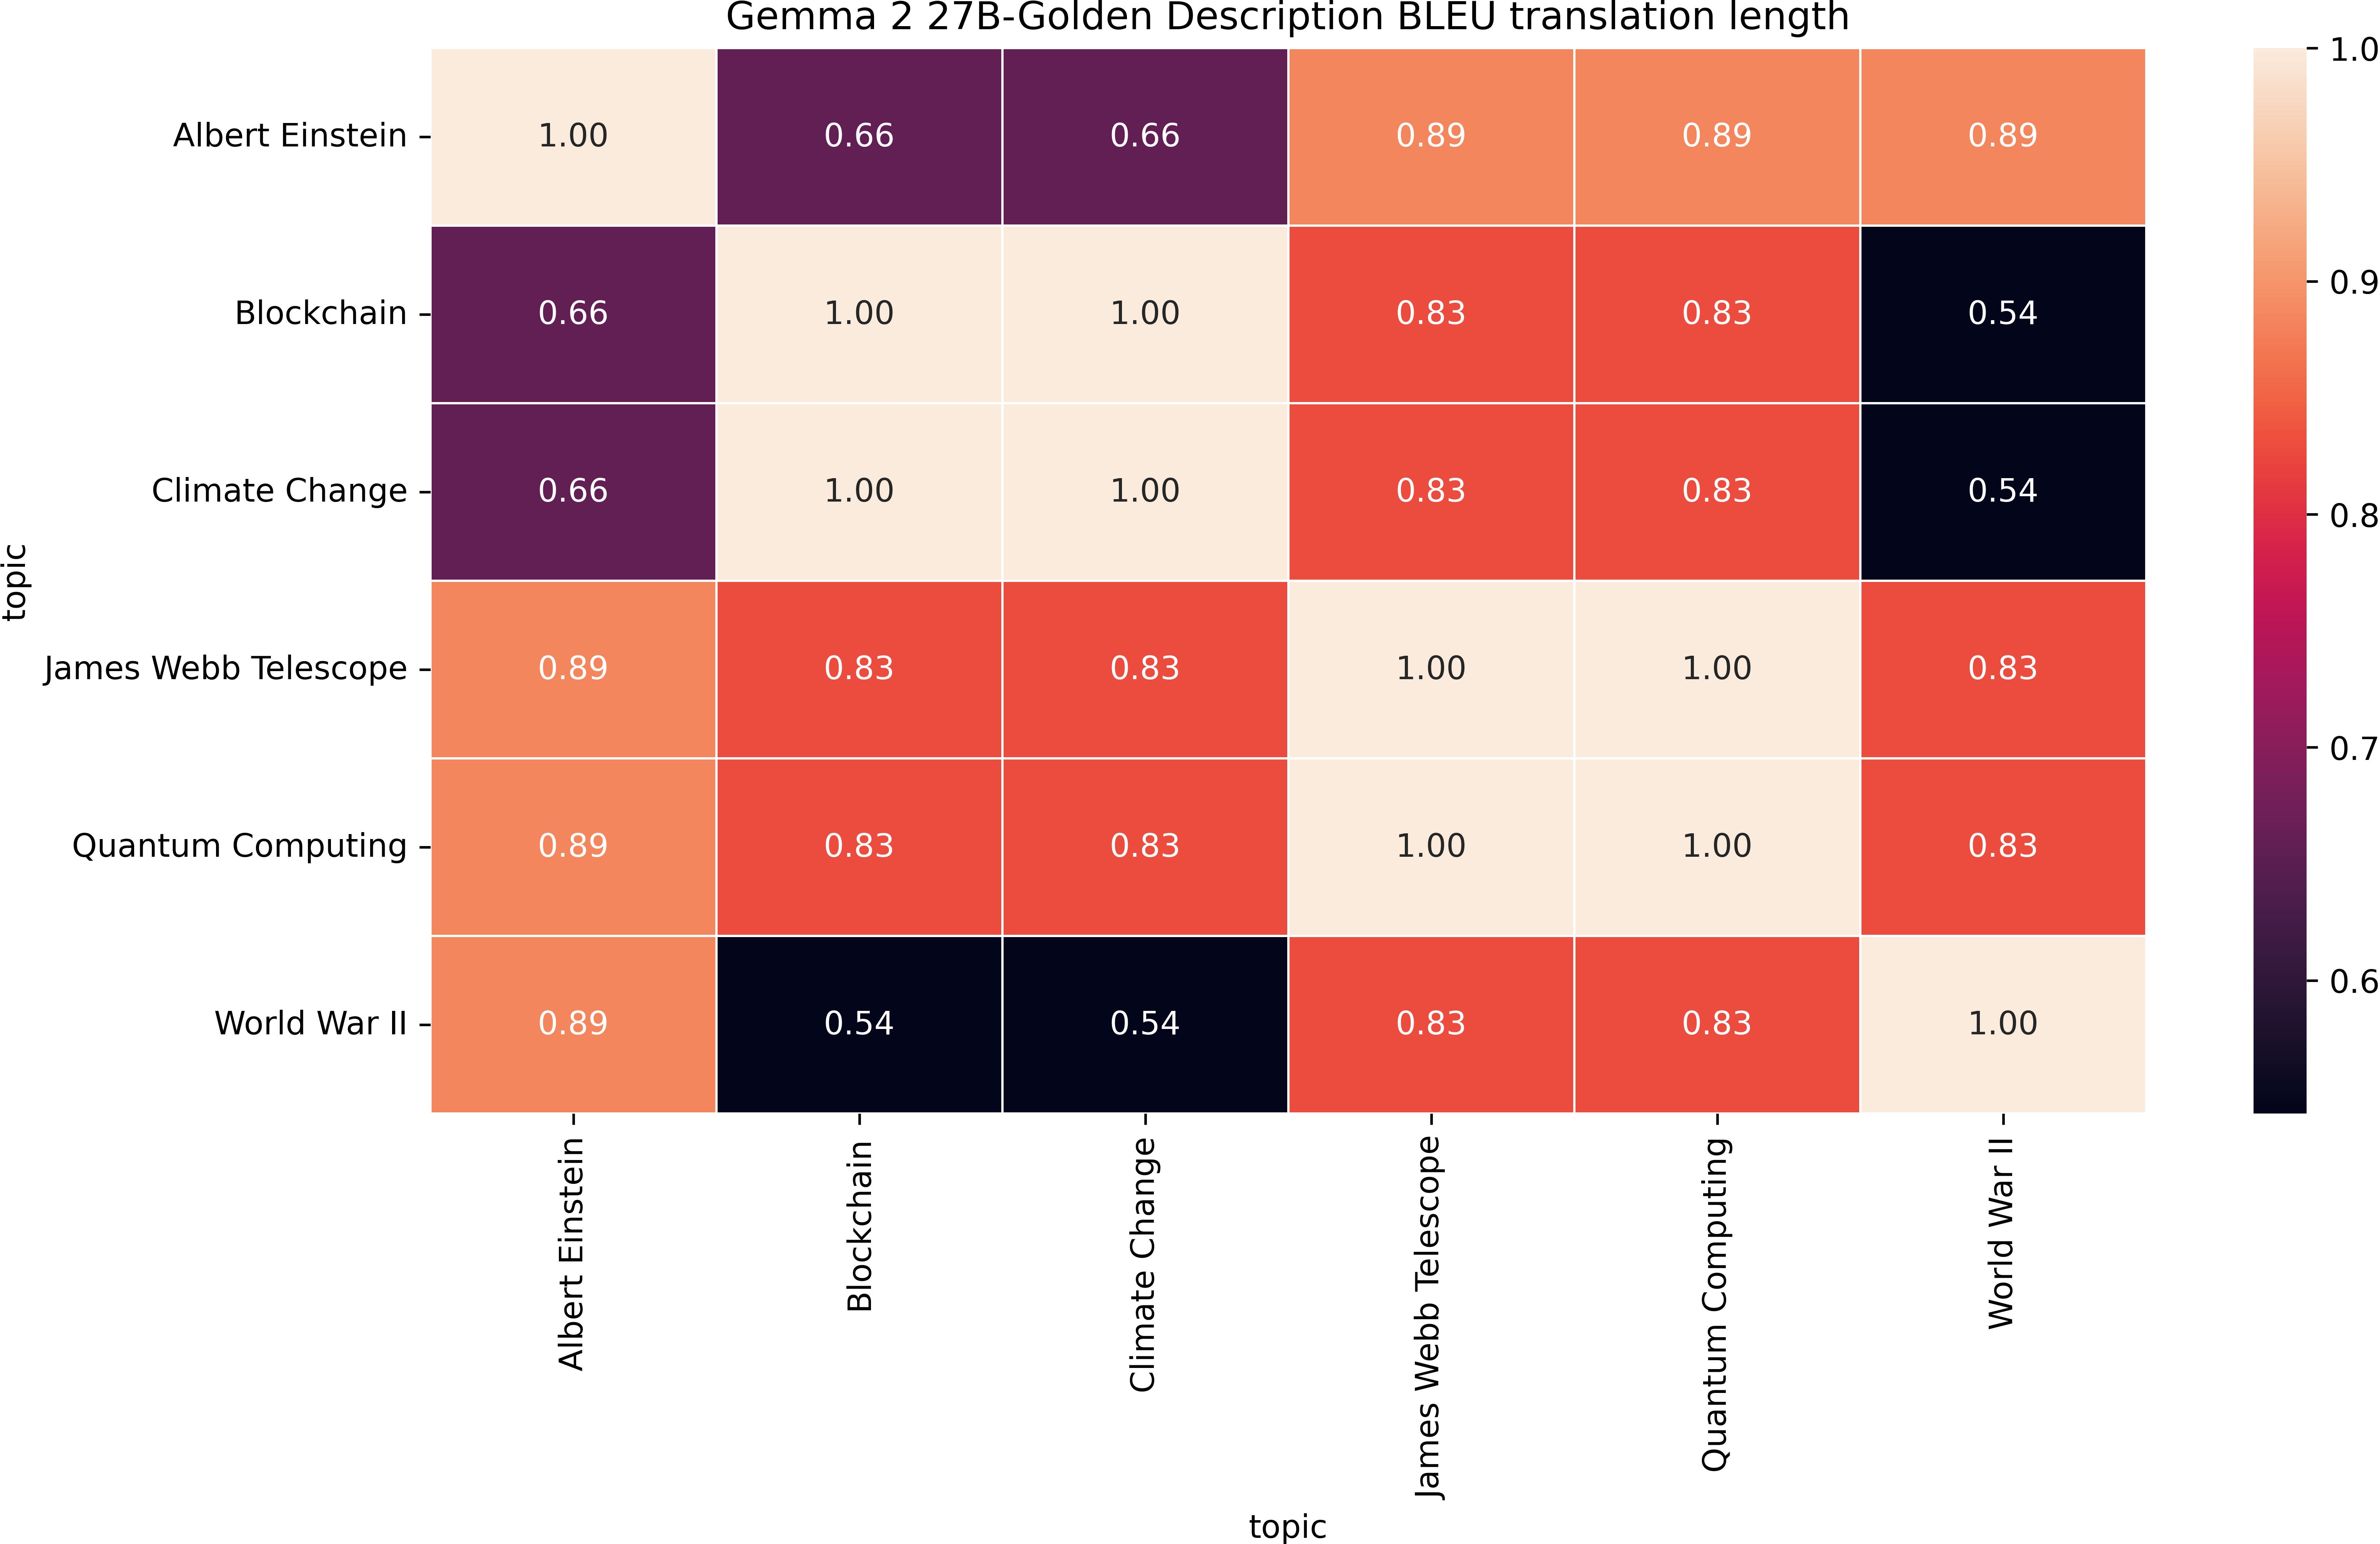 Gemma 2 27B-Golden Description BLEU translation length
Albert Einstein 1.00 0.66 0.66 0.89 0.89 0.89
Blockchain 0.66 1.00 1.00 0.83 0.83 0.54
Climate Change 0.66 1.00 1.00 0.83 0.83 0.54
James Webb Telescope 0.89 0.83 0.83 1.00 1.00 0.83
Quantum Computing 0.89 0.83 0.83 1.00 1.00 0.83
World War II 0.89 0.54 0.54 0.83 0.83 1.00
topic
Albert Einstein
Blockchain
Climate Change
James Webb Telescope
Quantum Computing
World War II
topic
1.0
0.9
0.8
0.7
0.6